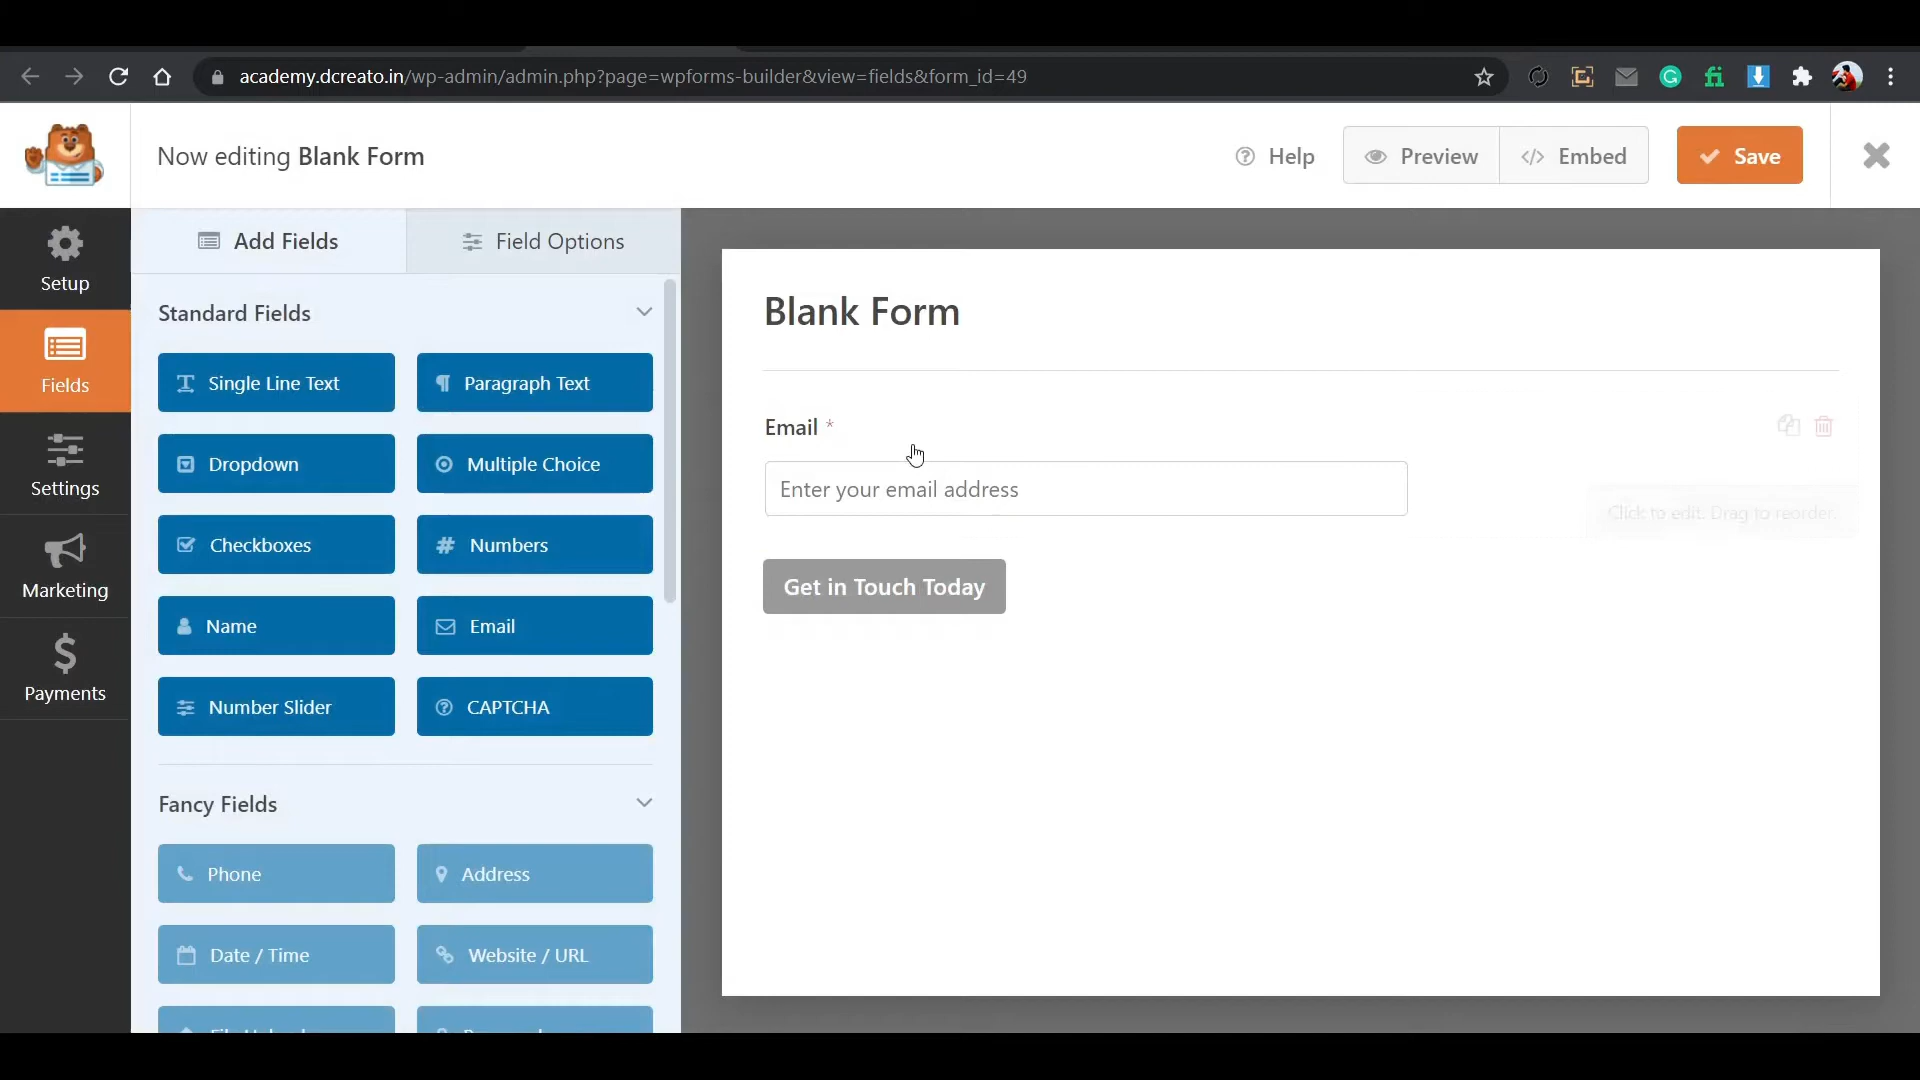 academy.dcreato.in/wp-admin/admin.php?page=wpforms-builder&view=fields&form_id=49
Now editing Blank Form
Help
Preview
Embed
Save
Setup
Fields
Settings
Marketing
Payments
Add Fields
Field Options
Standard Fields
Single Line Text
Paragraph Text
Dropdown
Multiple Choice
Checkboxes
Numbers
Name
Email
Number Slider
CAPTCHA
Fancy Fields
Phone
Address
Date / Time
Website / URL
Blank Form
Email *
Enter your email address
Click to edit. Drag to reorder.
Get in Touch Today